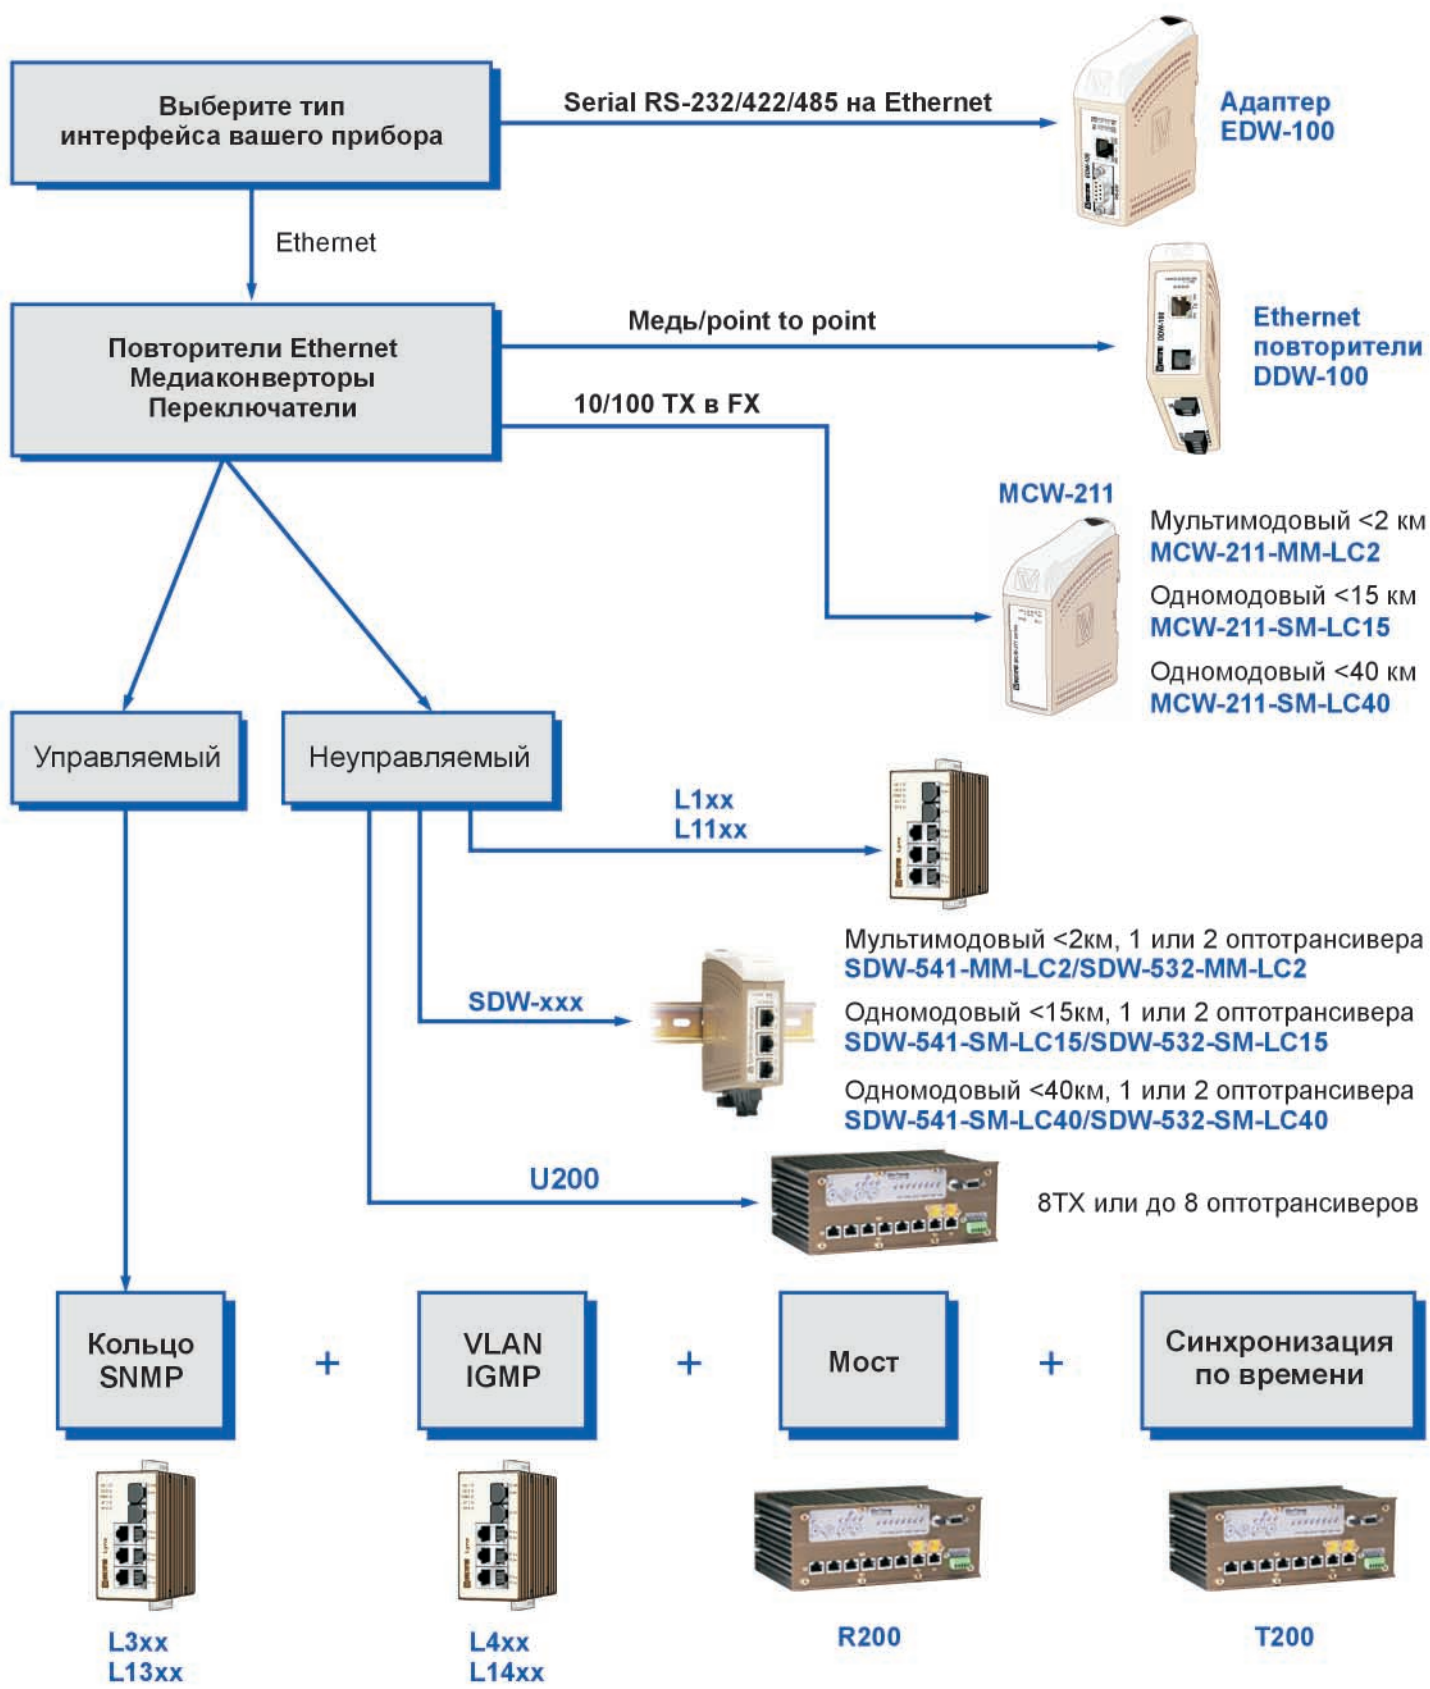 Выберите тип
интерфейса вашего прибора
Serial RS-232/422/485 на Ethernet
Адаптер
EDW-100
Ethernet
Повторители Ethernet
Медиаконверторы
Переключатели
Медь/point to point
Ethernet
повторители
DDW-100
10/100 TX в FX
MCW-211
Мультимодовый <2 км
MCW-211-MM-LC2
Одномодовый <15 км
MCW-211-SM-LC15
Одномодовый <40 км
MCW-211-SM-LC40
Управляемый
Неуправляемый
L1xx
L11xx
SDW-xxx
Мультимодовый <2км, 1 или 2 оптотрансивера
SDW-541-MM-LC2/SDW-532-MM-LC2
Одномодовый <15км, 1 или 2 оптотрансивера
SDW-541-SM-LC15/SDW-532-SM-LC15
Одномодовый <40км, 1 или 2 оптотрансивера
SDW-541-SM-LC40/SDW-532-SM-LC40
U200
8TX или до 8 оптотрансиверов
Кольцо
SNMP
+
VLAN
IGMP
+
Мост
+
Синхронизация
по времени
L3xx
L13xx
L4xx
L14xx
R200
T200